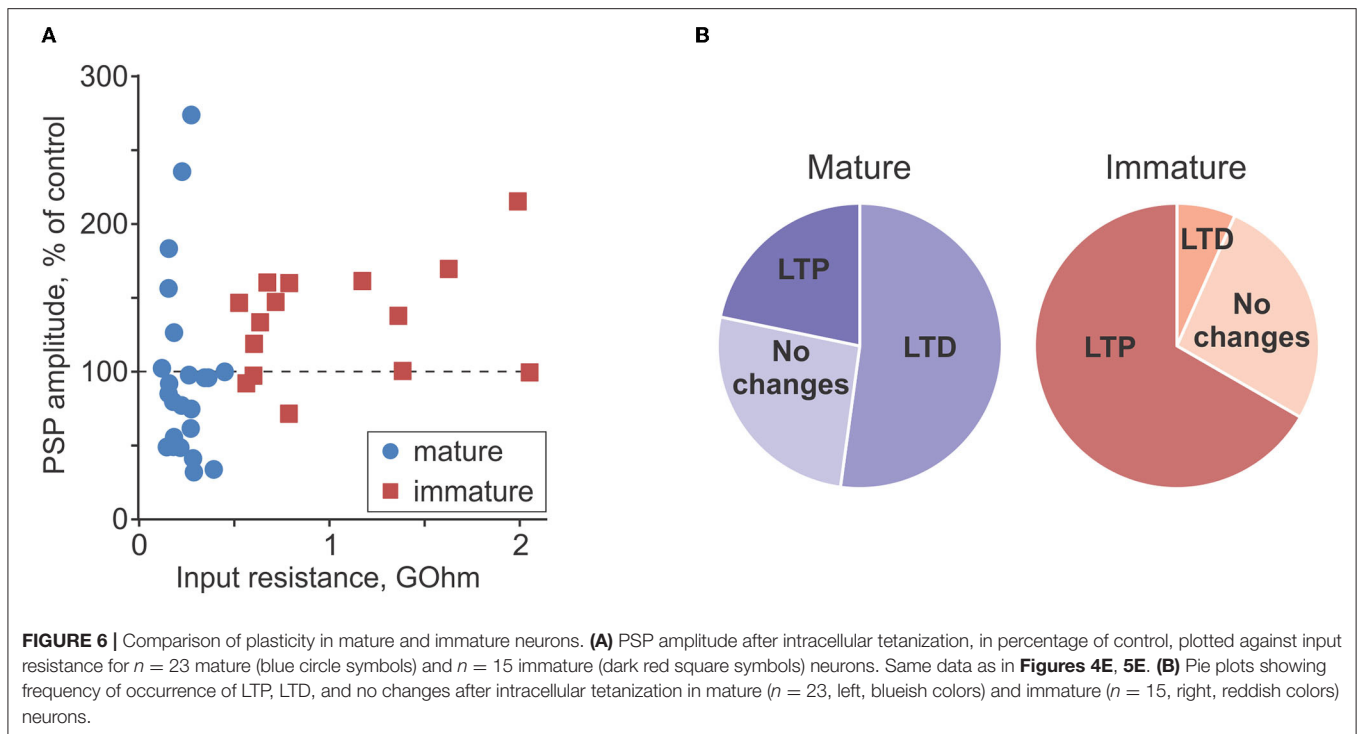 A
B
300
200
100
0
PSP amplitude, % of control
mature
immature
0
1
2
Input resistance, GOhm
Mature
Immature
LTP
LTD
No
changes
LTD
No
changes
LTP
FIGURE 6 | Comparison of plasticity in mature and immature neurons. (A) PSP amplitude after intracellular tetanization, in percentage of control, plotted against input
resistance for n = 23 mature (blue circle symbols) and n = 15 immature (dark red square symbols) neurons. Same data as in Figures 4E, 5E. (B) Pie plots showing
frequency of occurrence of LTP, LTD, and no changes after intracellular tetanization in mature (n = 23, left, blueish colors) and immature (n = 15, right, reddish colors)
neurons.